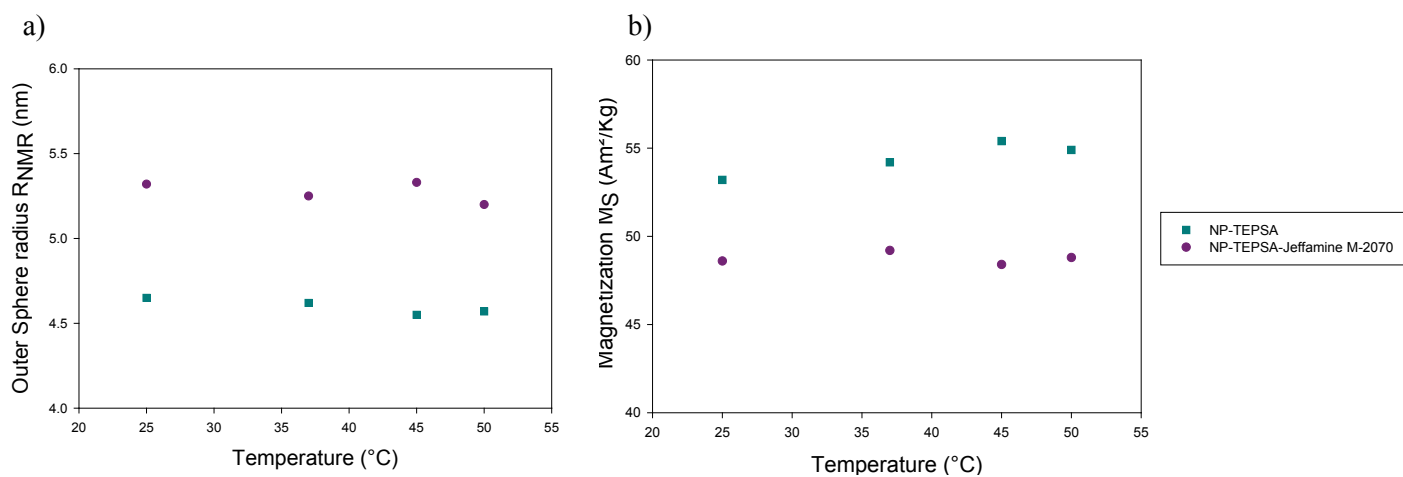 a)
Outer Sphere radius RNMR (nm)
6.0
5.5
5.0
4.5
4.0
20 25 30 35 40 45 50 55
Temperature (°C)
b)
Magnetization MS (Am²/Kg)
60
55
50
45
40
20 25 30 35 40 45 50 55
Temperature (°C)
NP-TEPSA
NP-TEPSA-Jeffamine M-2070